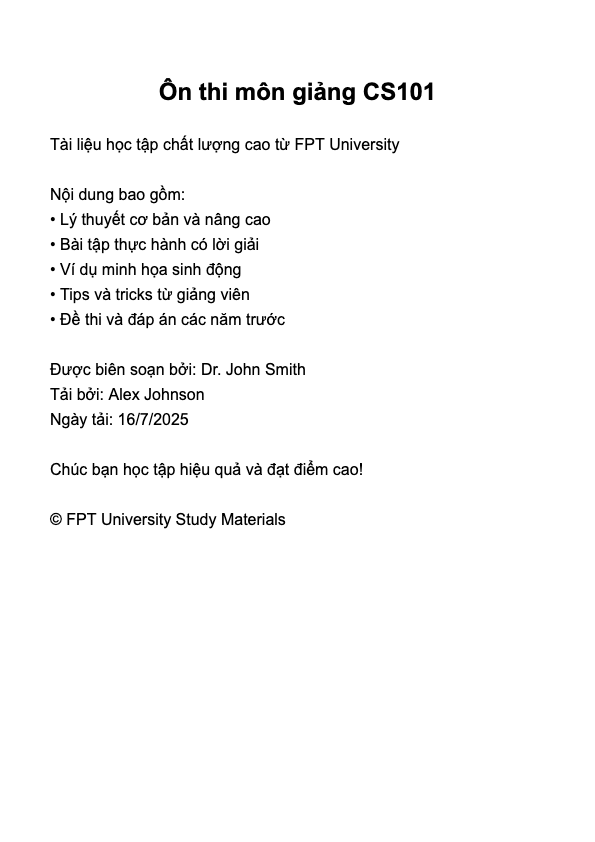 Ôn thi môn giảng CS101
Tài liệu học tập chất lượng cao từ FPT University
Nội dung bao gồm:
• Lý thuyết cơ bản và nâng cao
• Bài tập thực hành có lời giải
• Ví dụ minh họa sinh động
• Tips và tricks từ giảng viên
• Đề thi và đáp án các năm trước
Được biên soạn bởi: Dr. John Smith
Tải bởi: Alex Johnson
Ngày tải: 16/7/2025
Chúc bạn học tập hiệu quả và đạt điểm cao!
© FPT University Study Materials